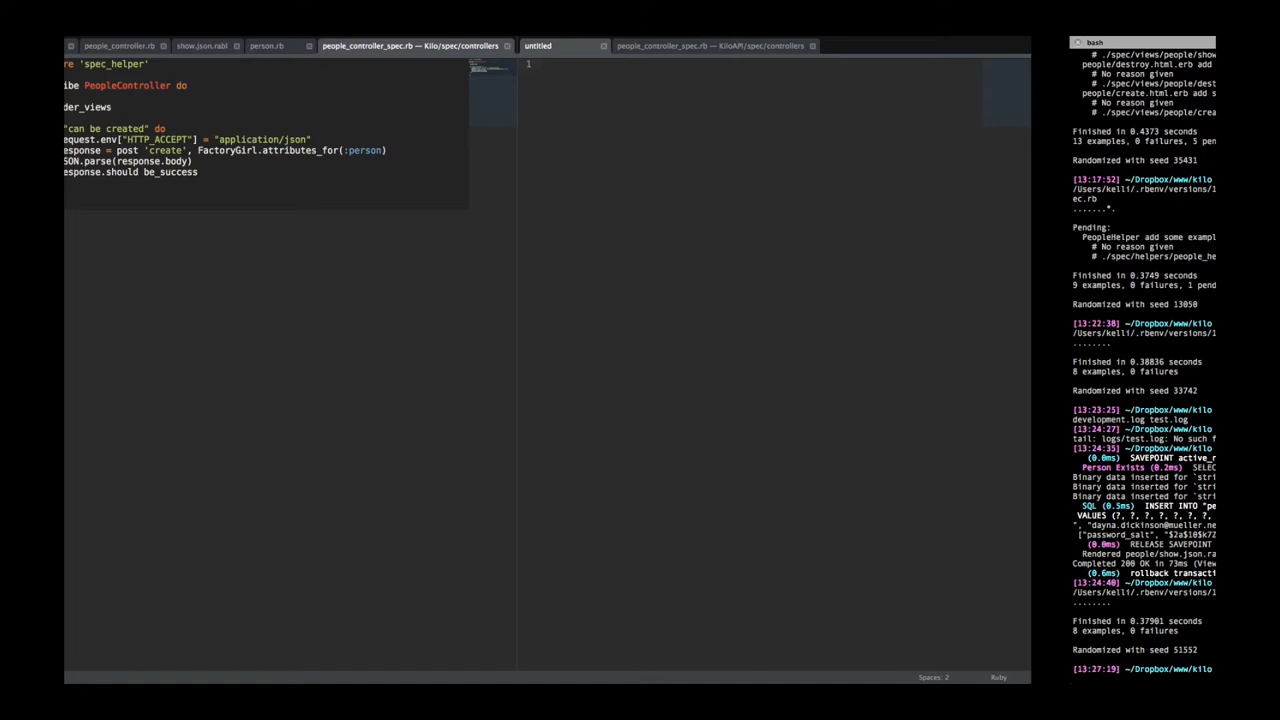 people_controller.rb
show.json.rabl
person.rb
people_controller_spec.rb — Kilo/spec/controllers
untitled
people_controller_spec.rb — KiloAPI/spec/controllers
re 'spec_helper'
ibe PeopleController do
der_views
"can be created" do
equest.env["HTTP_ACCEPT"] = "application/json"
esponse = post 'create', FactoryGirl.attributes_for(:person)
SON.parse(response.body)
esponse.should be_success
1
Spaces: 2
Ruby
bash
# ./spec/views/people/show
people/destroy.html.erb add
# No reason given
# ./spec/views/people/dest
people/create.html.erb add s
# No reason given
# ./spec/views/people/crea
Finished in 0.4373 seconds
13 examples, 0 failures, 5 pen
Randomized with seed 35431
[13:17:52] ~/Dropbox/www/kilo
/Users/kelli/.rbenv/versions/1
ec.rb
.......*.
Pending:
PeopleHelper add some exampl
# No reason given
# ./spec/helpers/people_he
Finished in 0.3749 seconds
9 examples, 0 failures, 1 pend
Randomized with seed 13050
[13:22:38] ~/Dropbox/www/kilo
/Users/kelli/.rbenv/versions/1
........
Finished in 0.38836 seconds
8 examples, 0 failures
Randomized with seed 33742
[13:23:25] ~/Dropbox/www/kilo
development.log test.log
[13:24:27] ~/Dropbox/www/kilo
tail: logs/test.log: No such f
[13:24:35] ~/Dropbox/www/kilo
(0.0ms) SAVEPOINT active_r
Person Exists (0.2ms) SELEC
Binary data inserted for `stri
Binary data inserted for `stri
Binary data inserted for `stri
SQL (0.5ms) INSERT INTO "pe
VALUES (?, ?, ?, ?, ?, ?, ?,
", "dayna.dickinson@mueller.ne
["password_salt", "$2a$10$k7Z
(0.0ms) RELEASE SAVEPOINT
Rendered people/show.json.ra
Completed 200 OK in 73ms (View
(0.6ms) rollback transacti
[13:24:40] ~/Dropbox/www/kilo
/Users/kelli/.rbenv/versions/1
........
Finished in 0.37901 seconds
8 examples, 0 failures
Randomized with seed 51552
[13:27:19] ~/Dropbox/www/kilo